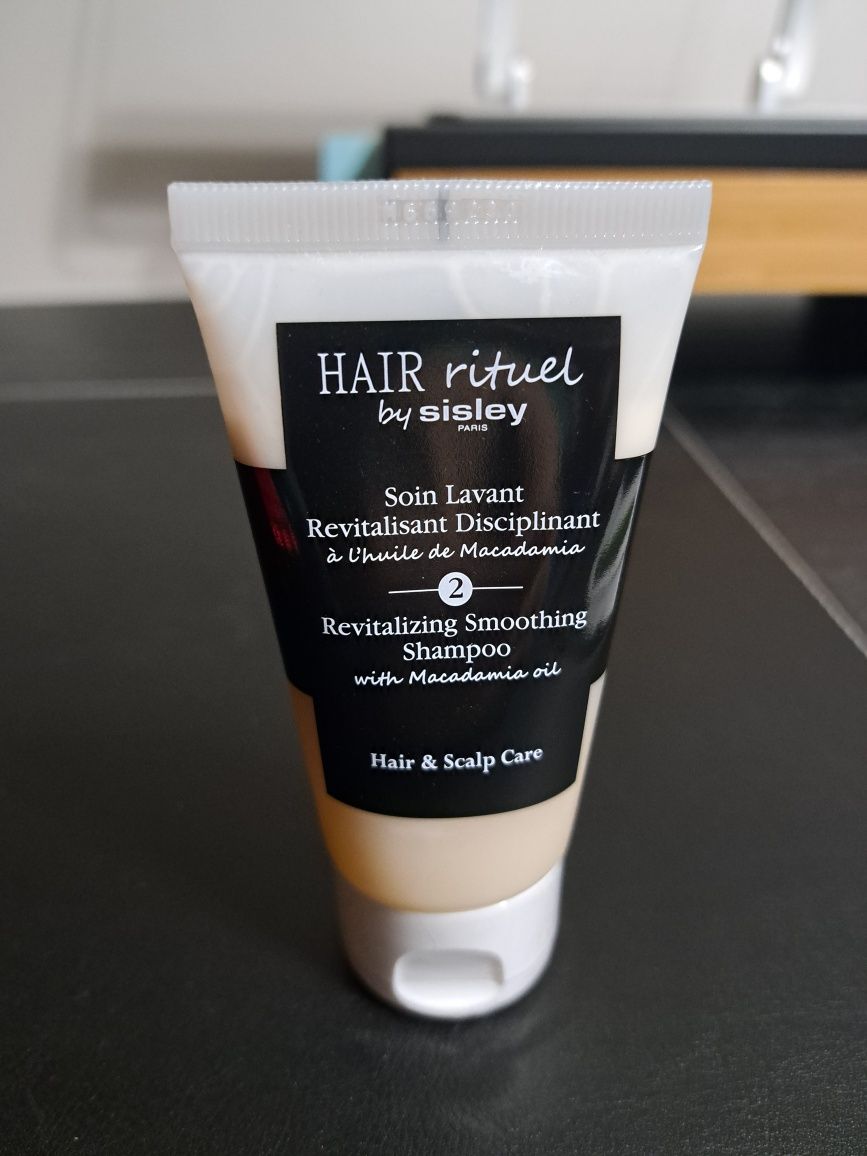 HAIR rituel
by sisley
PARIS
Soin Lavant
Revitalisant Disciplinant
à l'huile de Macadamia
2
Revitalizing Smoothing
Shampoo
with Macadamia oil
Hair & Scalp Care